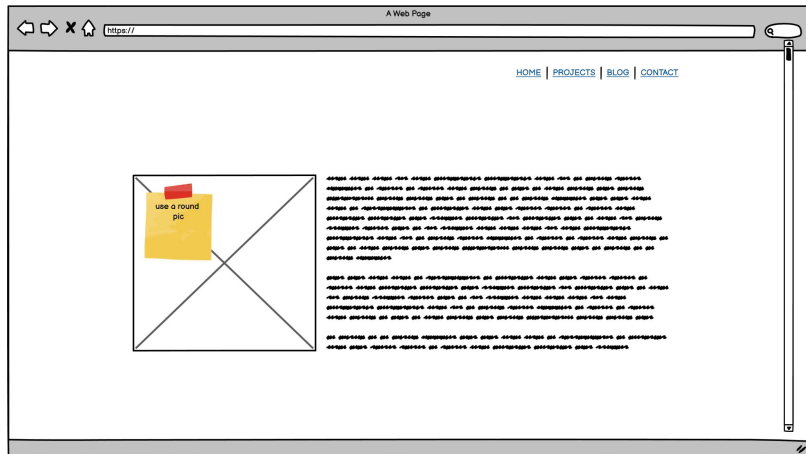 A Web Page
https://
HOME | PROJECTS | BLOG | CONTACT
use a round
pic